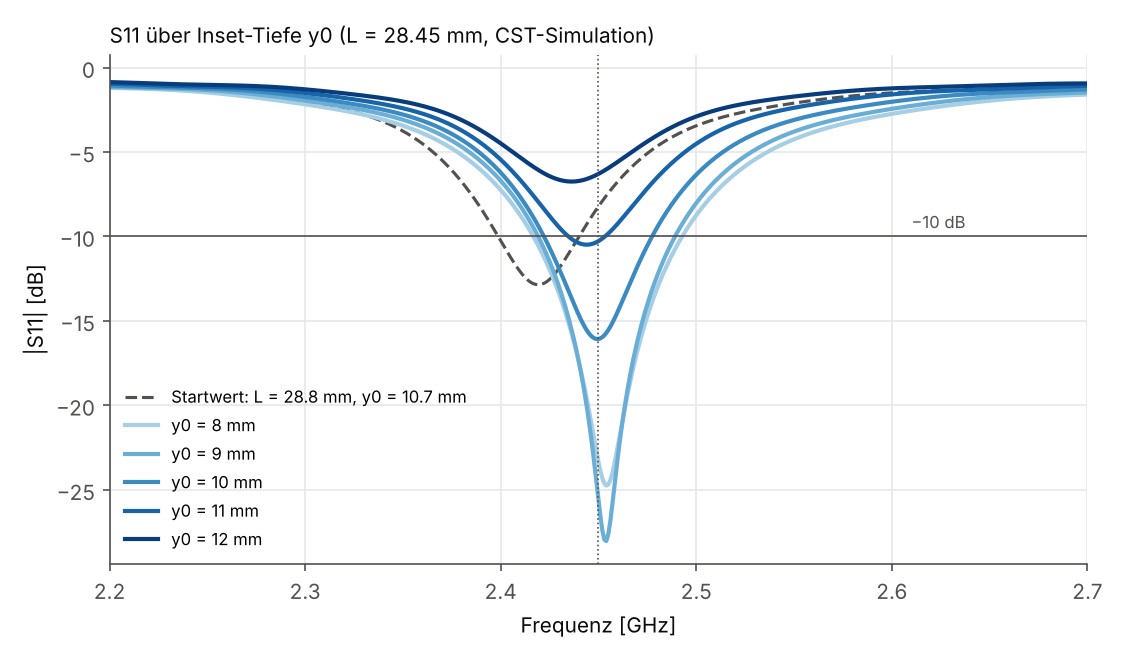 S11 über Inset-Tiefe y0 (L = 28.45 mm, CST-Simulation)
|S11| [dB]
0
−5
−10
−15
−20
−25
−10 dB
Startwert: L = 28.8 mm, y0 = 10.7 mm
y0 = 8 mm
y0 = 9 mm
y0 = 10 mm
y0 = 11 mm
y0 = 12 mm
2.2
2.3
2.4
2.5
2.6
2.7
Frequenz [GHz]